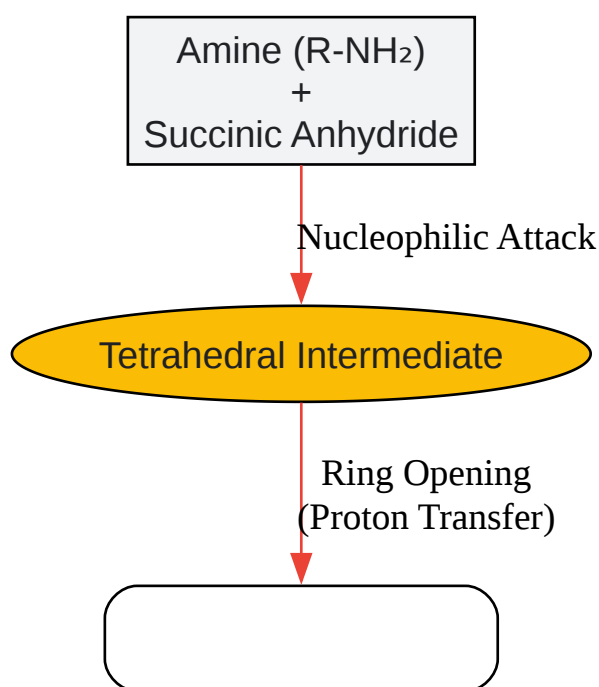 Amine (R-NH₂)
+
Succinic Anhydride
Nucleophilic Attack
Tetrahedral Intermediate
Ring Opening
(Proton Transfer)